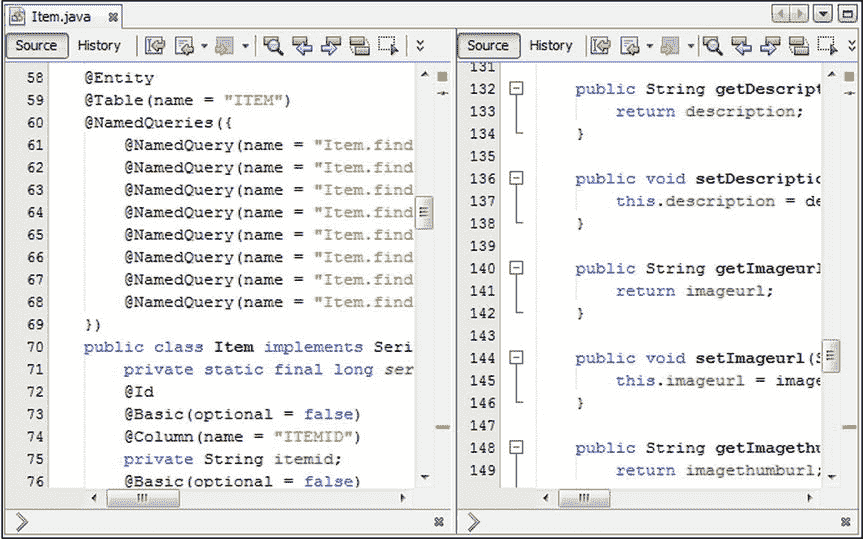 Item.java
Source History
58 @Entity
59 @Table(name = "ITEM")
60 @NamedQueries({
61 @NamedQuery(name = "Item.find
62 @NamedQuery(name = "Item.find
63 @NamedQuery(name = "Item.find
64 @NamedQuery(name = "Item.find
65 @NamedQuery(name = "Item.find
66 @NamedQuery(name = "Item.find
67 @NamedQuery(name = "Item.find
68 @NamedQuery(name = "Item.find
69 })
70 public class Item implements Seri
71 private static final long ser
72 @Id
73 @Basic(optional = false)
74 @Column(name = "ITEMID")
75 private String itemid;
76 @Basic(optional = false)
Source History
131
132 public String getDescript
133 return description;
134 }
135
136 public void setDescriptio
137 this.description = de
138 }
139
140 public String getImageurl
141 return imageurl;
142 }
143
144 public void setImageurl(S
145 this.imageurl = image
146 }
147
148 public String getImagethu
149 return imagethumburl;